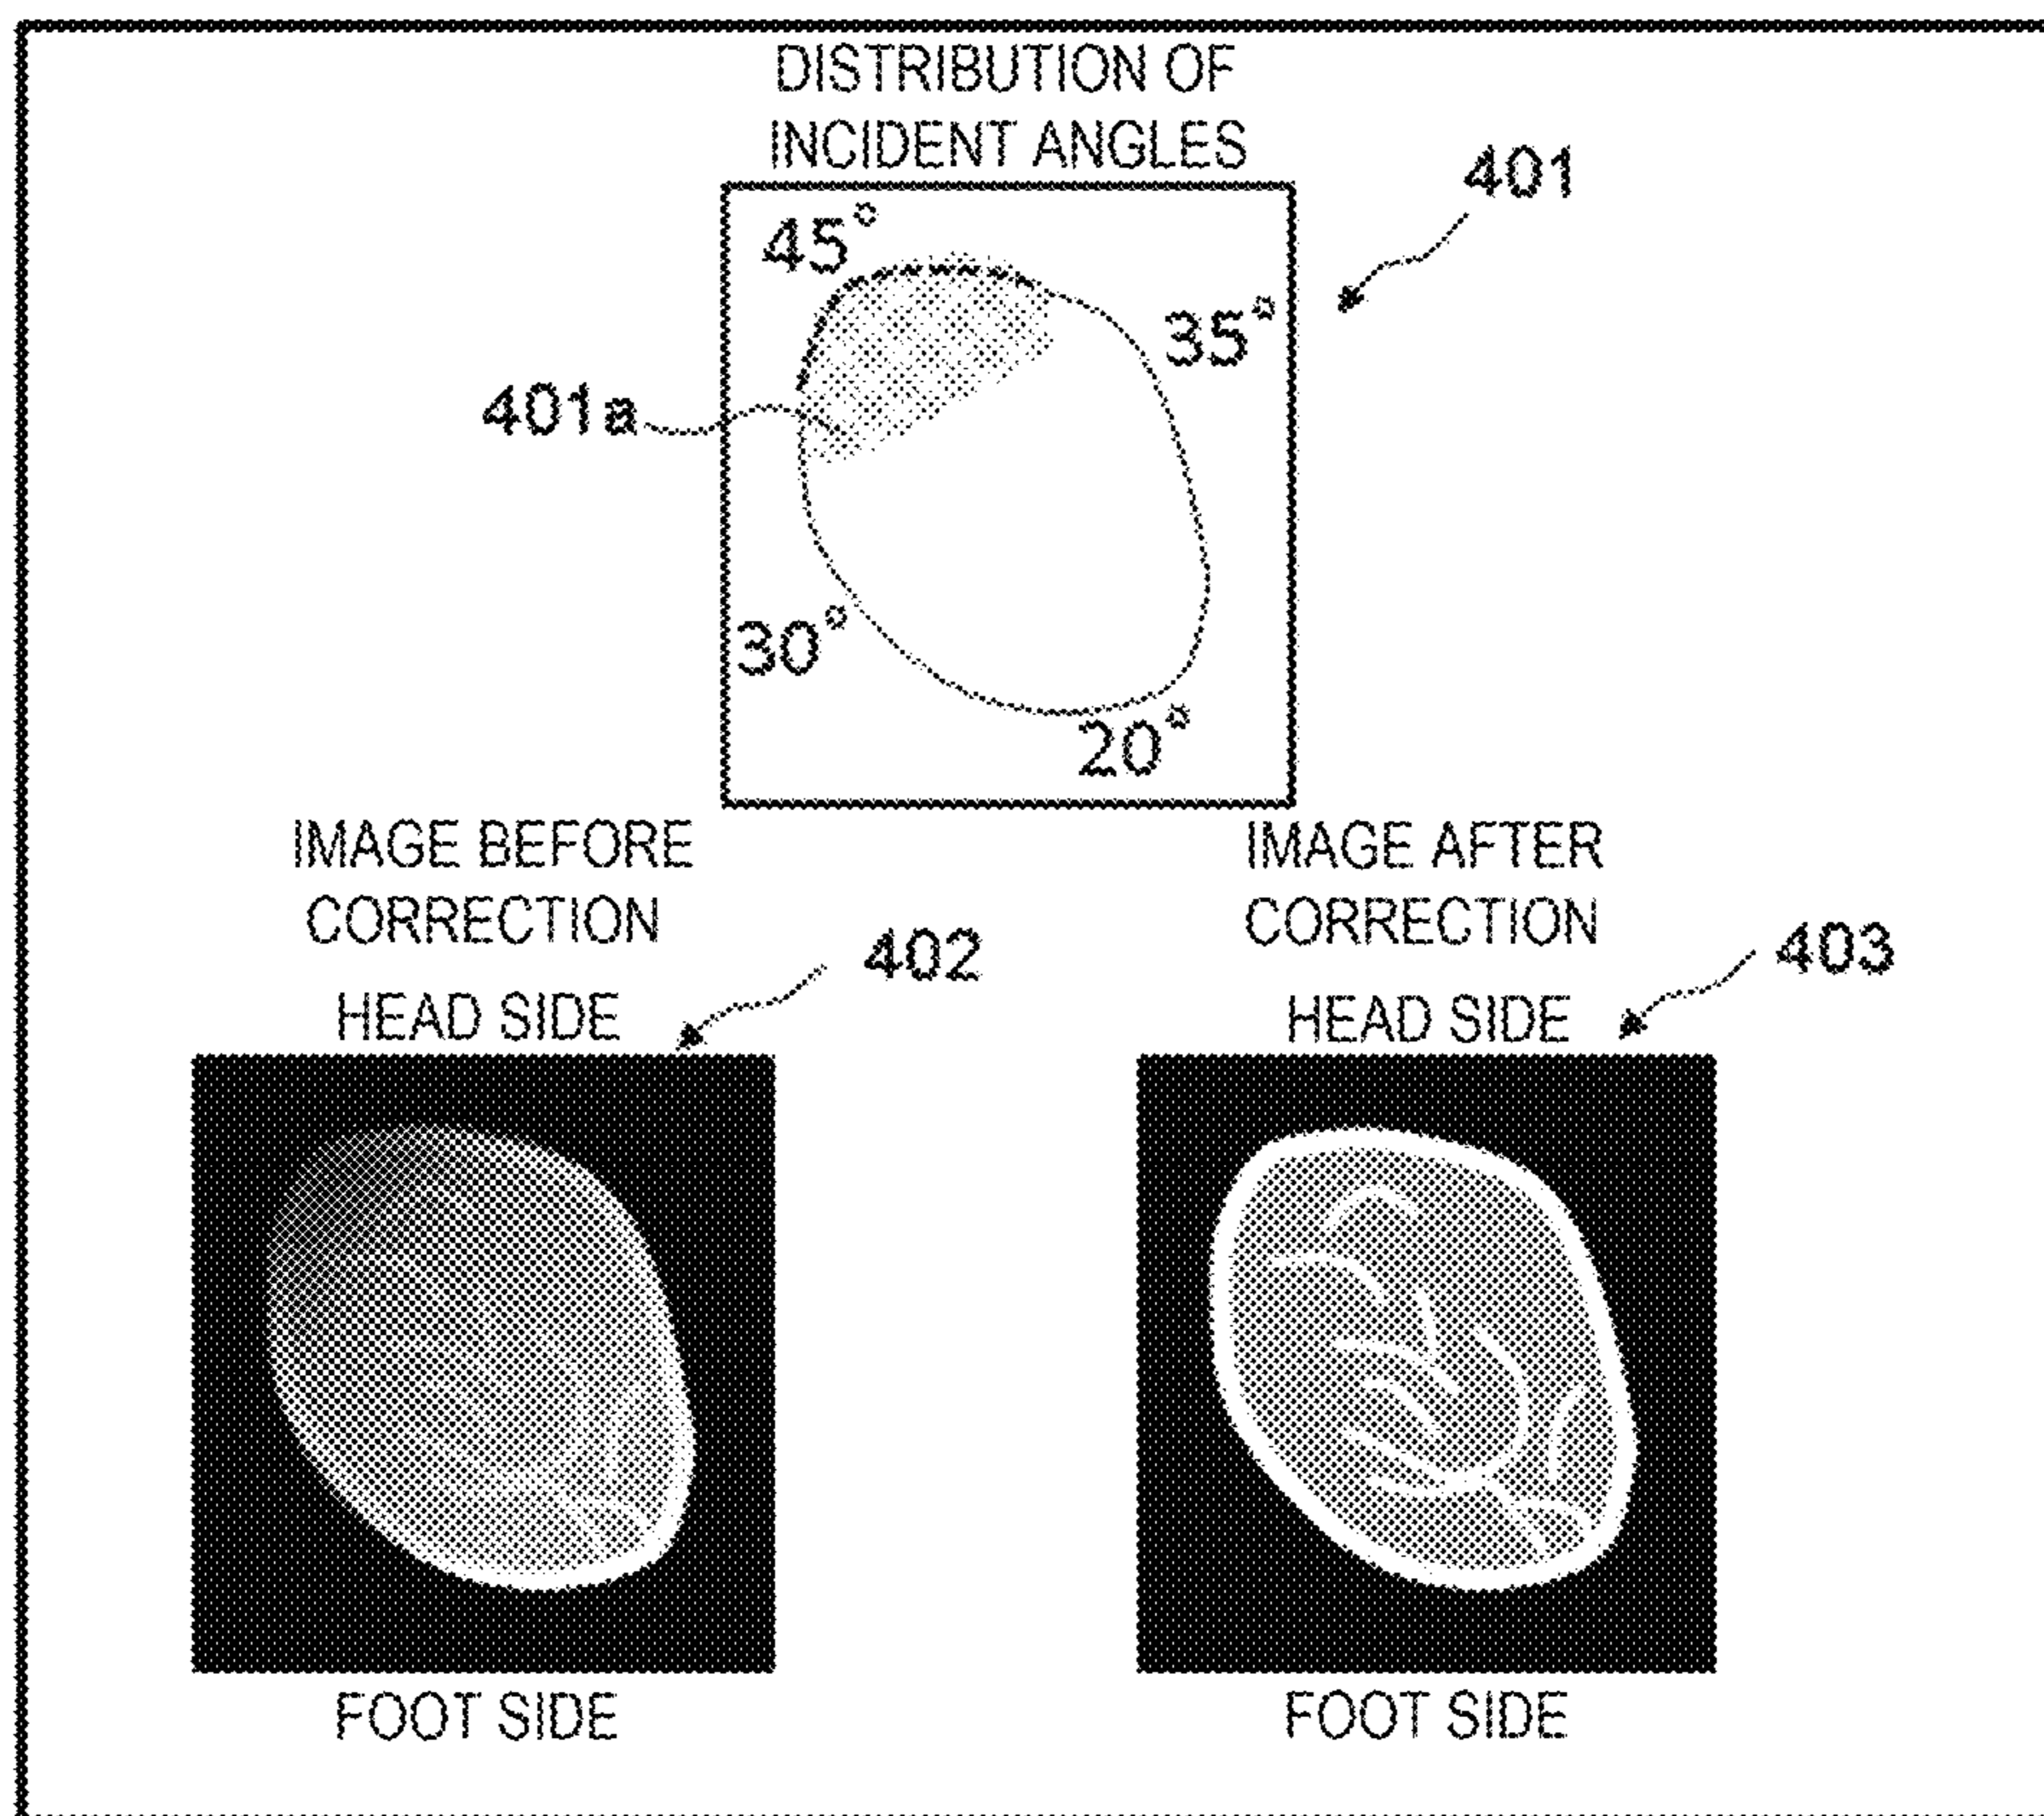 DISTRIBUTION OF
INCIDENT ANGLES
401
45°
35°
401a
30°
20°
IMAGE BEFORE
CORRECTION
402
HEAD SIDE
FOOT SIDE
IMAGE AFTER
CORRECTION
403
HEAD SIDE
FOOT SIDE